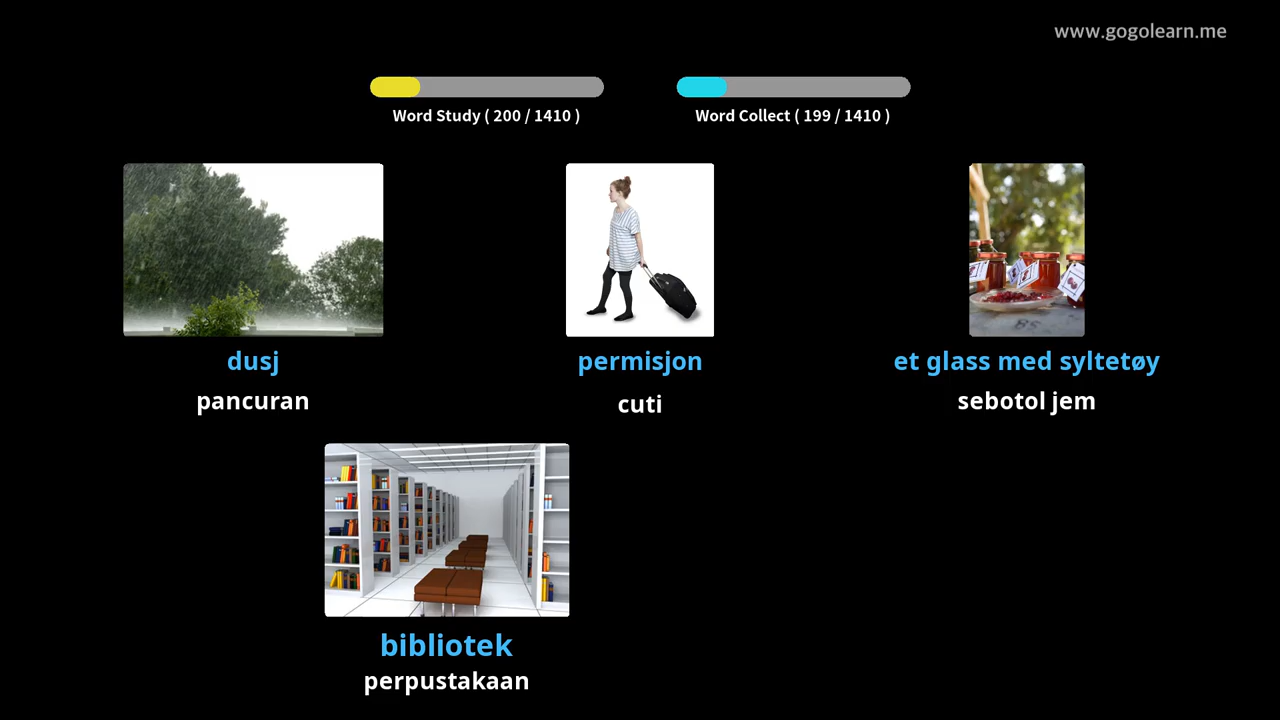 www.gogolearn.me
Word Study ( 200 / 1410 )
Word Collect ( 199 / 1410 )
dusj
permisjon
et glass med syltetøy
pancuran
cuti
sebotol jem
bibliotek
perpustakaan